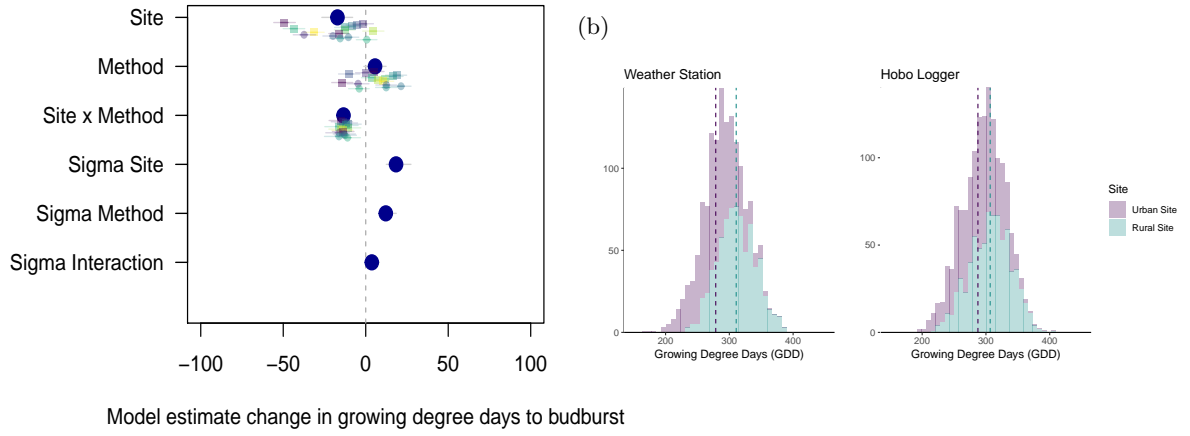 Site
Method
Site x Method
Sigma Site
Sigma Method
Sigma Interaction
−100
−50
0
50
100
Model estimate change in growing degree days to budburst
(b)
Weather Station
100
50
0
200
300
400
Growing Degree Days (GDD)
Hobo Logger
100
50
0
200
300
400
Growing Degree Days (GDD)
Site
Urban Site
Rural Site